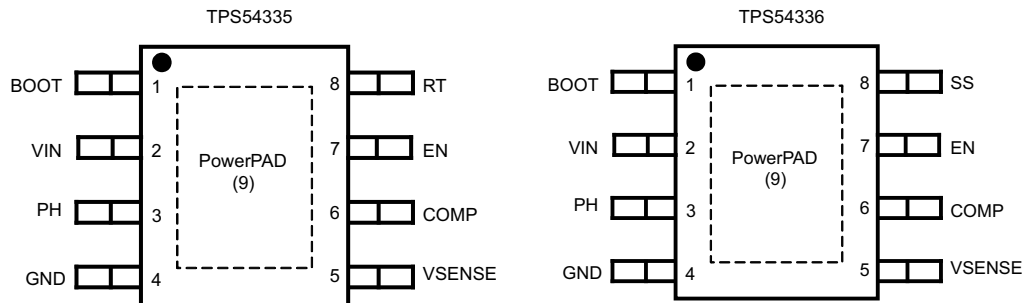 TPS54335
BOOT 1 8 RT
VIN 2 7 EN
PowerPAD
(9)
PH 3 6 COMP
GND 4 5 VSENSE
TPS54336
BOOT 1 8 SS
VIN 2 7 EN
PowerPAD
(9)
PH 3 6 COMP
GND 4 5 VSENSE